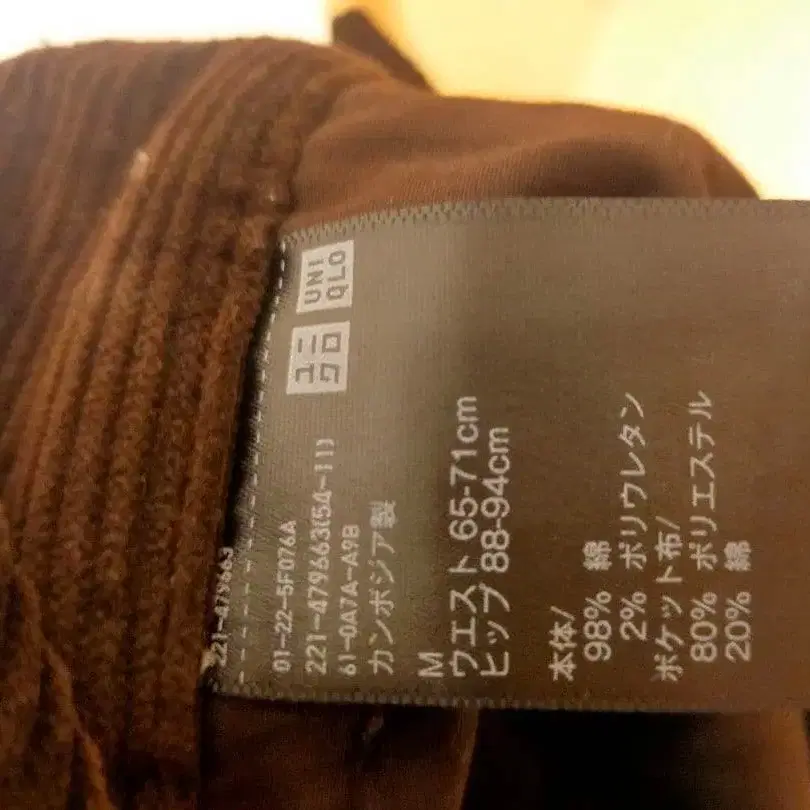 UNI
QLO
ユニ
クロ
221-479663
01-22-5F076A
221-479663(54-11)
61-0A7A-A9B
カンボジア製
M
ウエスト 65-71cm
ヒップ 88-94cm
本体/
98% 綿
2% ポリウレタン
ポケット布/
80% ポリエステル
20% 綿